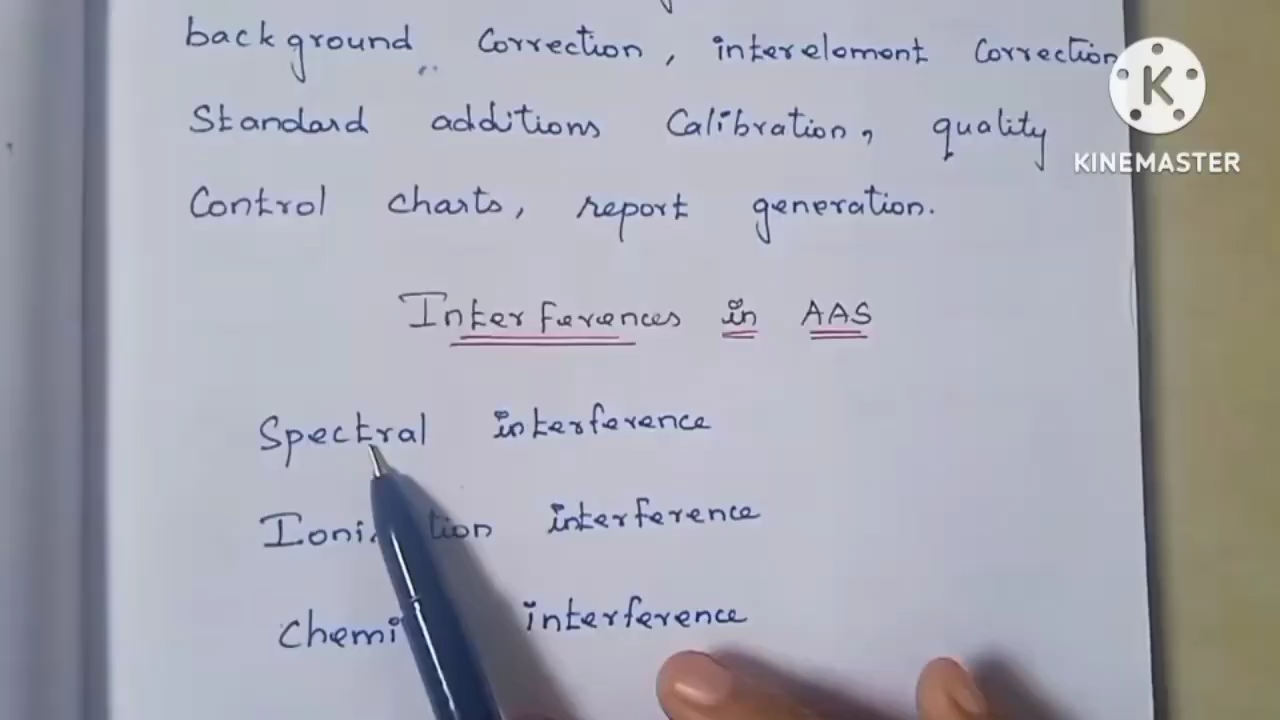 background correction, interelement correction
Standard additions Calibration, quality
Control charts, report generation.
K
KINEMASTER
Interferences in AAS
Spectral interference
interference
interference